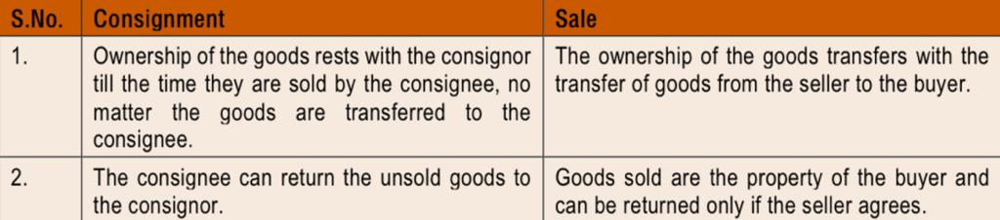 S.No. Consignment Sale
1. Ownership of the goods rests with the consignor
till the time they are sold by the consignee, no
matter the goods are transferred to the
consignee.
The ownership of the goods transfers with the
transfer of goods from the seller to the buyer.
2. The consignee can return the unsold goods to
the consignor.
Goods sold are the property of the buyer and
can be returned only if the seller agrees.